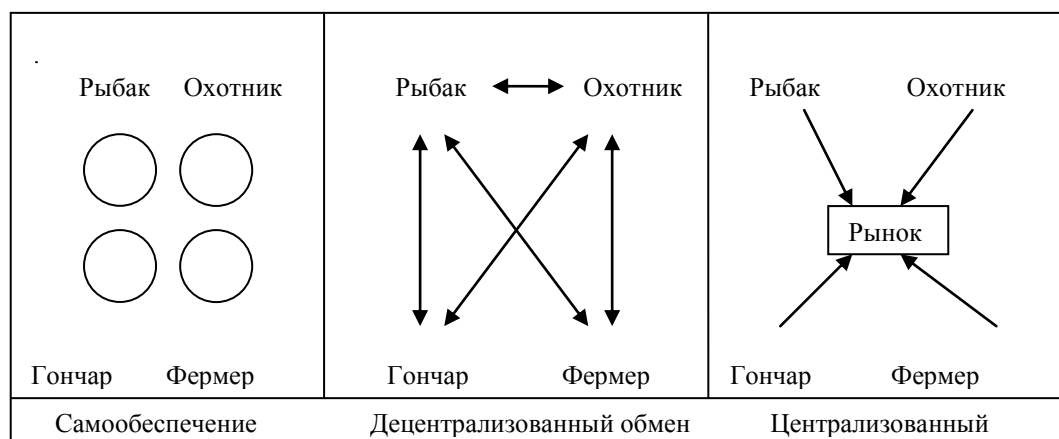 Рыбак Охотник
Гончар Фермер
Самообеспечение
Рыбак Охотник
Гончар Фермер
Децентрализованный обмен
Рыбак Охотник
Рынок
Гончар Фермер
Централизованный